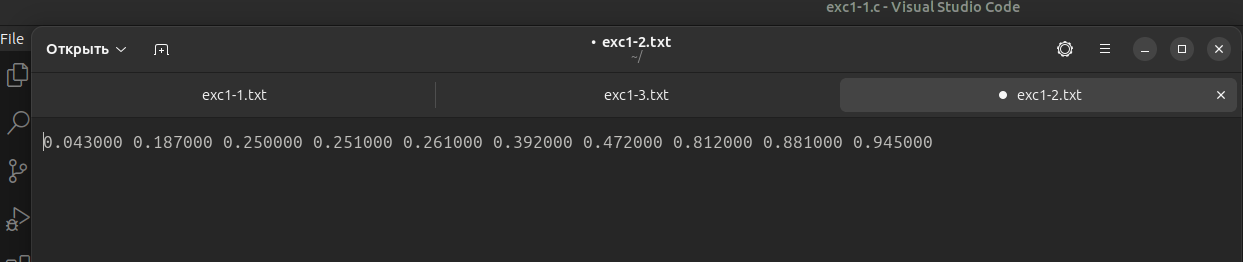 exc1-1.c - Visual Studio Code
File
Открыть
• exc1-2.txt
~/
exc1-1.txt
exc1-3.txt
exc1-2.txt
0.043000 0.187000 0.250000 0.251000 0.261000 0.392000 0.472000 0.812000 0.881000 0.945000